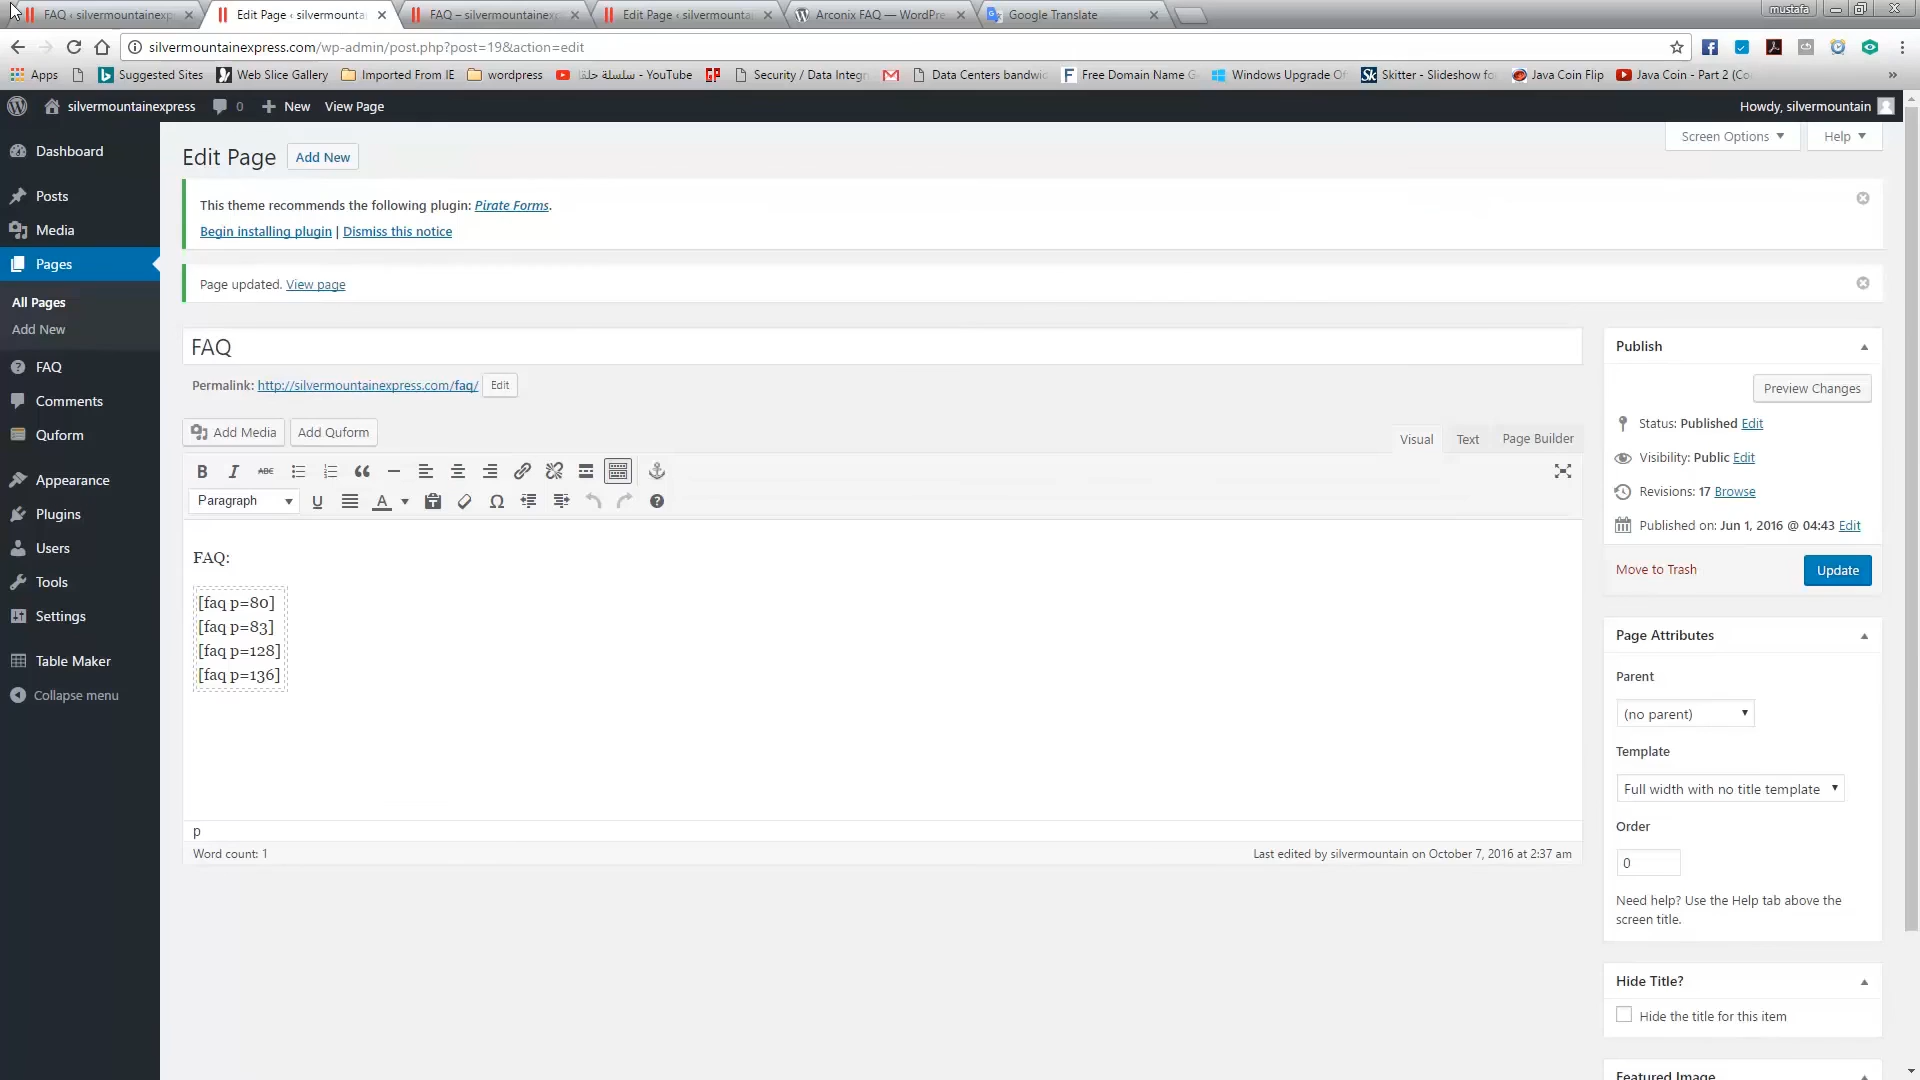 FAQ ‹ silvermountainexp
Edit Page ‹ silvermounta
FAQ – silvermountainex
Edit Page ‹ silvermounta
Arconix FAQ — WordPre
Google Translate
mustafa
silvermountainexpress.com/wp-admin/post.php?post=19&action=edit
Apps
Suggested Sites
Web Slice Gallery
Imported From IE
wordpress
سلسلة حلقا - YouTube
Security / Data Integr
Data Centers bandwic
Free Domain Name G
Windows Upgrade Of
Skitter - Slideshow fo
Java Coin Flip
Java Coin - Part 2 (Co
»
silvermountainexpress
0
New
View Page
Howdy, silvermountain
Screen Options
Help
Dashboard
Posts
Media
Pages
All Pages
Add New
FAQ
Comments
Quform
Appearance
Plugins
Users
Tools
Settings
Table Maker
Collapse menu
Edit Page
Add New
This theme recommends the following plugin: Pirate Forms.
Begin installing plugin | Dismiss this notice
Page updated. View page
FAQ
Permalink: http://silvermountainexpress.com/faq/
Edit
Add Media
Add Quform
Visual
Text
Page Builder
B I ABC
Paragraph
U A Ω
FAQ:
[faq p=80]
[faq p=83]
[faq p=128]
[faq p=136]
p
Word count: 1
Last edited by silvermountain on October 7, 2016 at 2:37 am
Publish
Preview Changes
Status: Published Edit
Visibility: Public Edit
Revisions: 17 Browse
Published on: Jun 1, 2016 @ 04:43 Edit
Move to Trash
Update
Page Attributes
Parent
(no parent)
Template
Full width with no title template
Order
0
Need help? Use the Help tab above the
screen title.
Hide Title?
Hide the title for this item
Featured Image